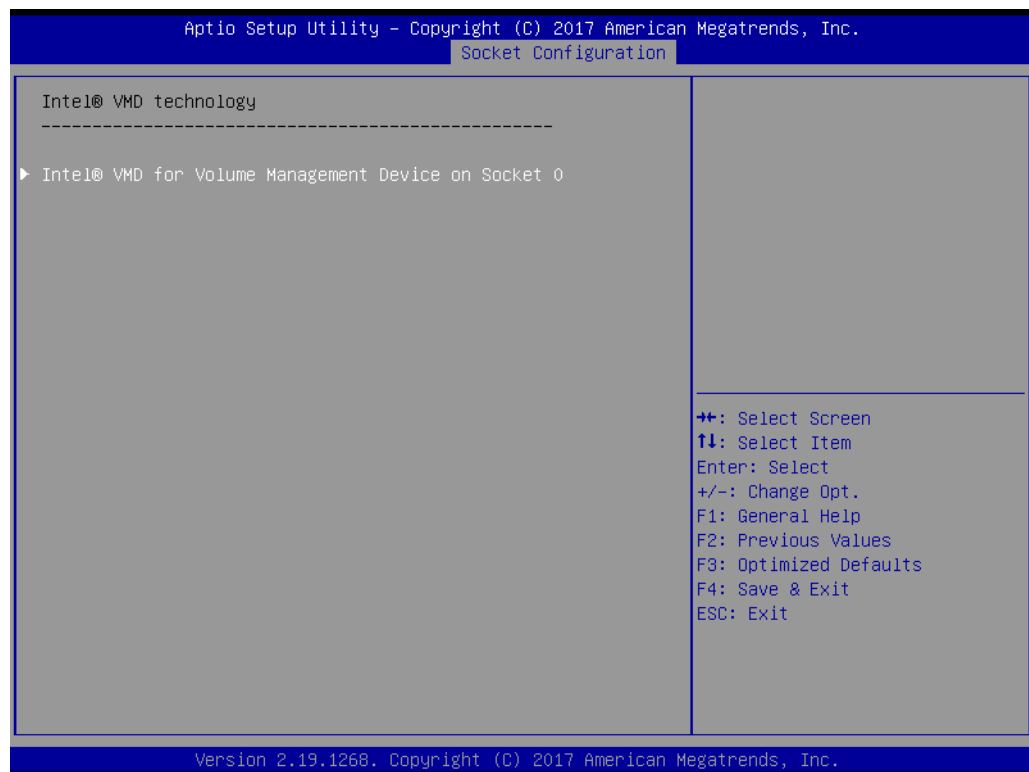 Aptio Setup Utility – Copyright (C) 2017 American Megatrends, Inc.
Socket Configuration
Intel® VMD technology
--------------------------------------------------
▶ Intel® VMD for Volume Management Device on Socket 0
→←: Select Screen
↑↓: Select Item
Enter: Select
+/-: Change Opt.
F1: General Help
F2: Previous Values
F3: Optimized Defaults
F4: Save & Exit
ESC: Exit
Version 2.19.1268. Copyright (C) 2017 American Megatrends, Inc.